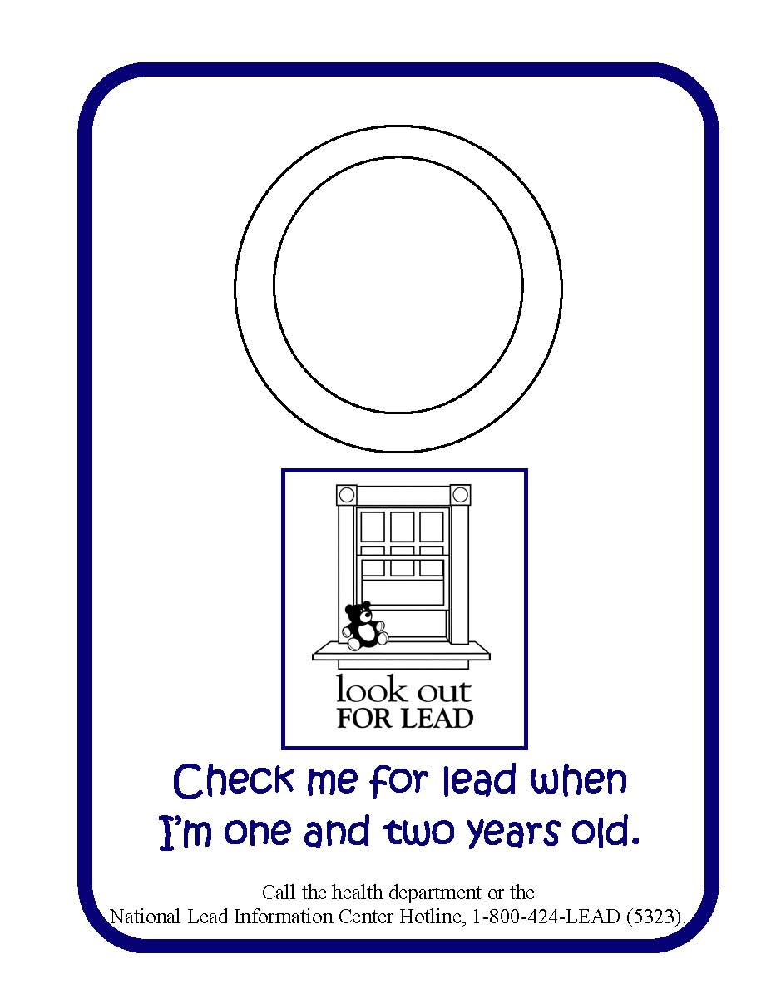 look out
FOR LEAD
Check me for lead when
I'm one and two years old.
Call the health department or the
National Lead Information Center Hotline, 1-800-424-LEAD (5323).